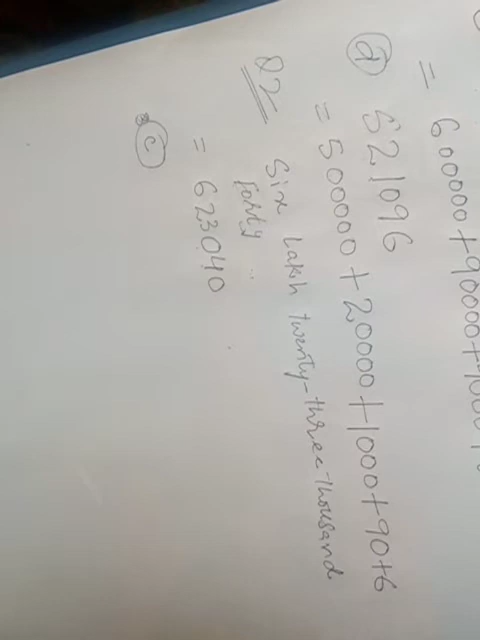 = 600000 + 90000 +
(d) 521096
= 500000 + 20000 + 1000 + 90 + 6
Q2 Six lakh twenty-three thousand
forty
= 623040
(c)